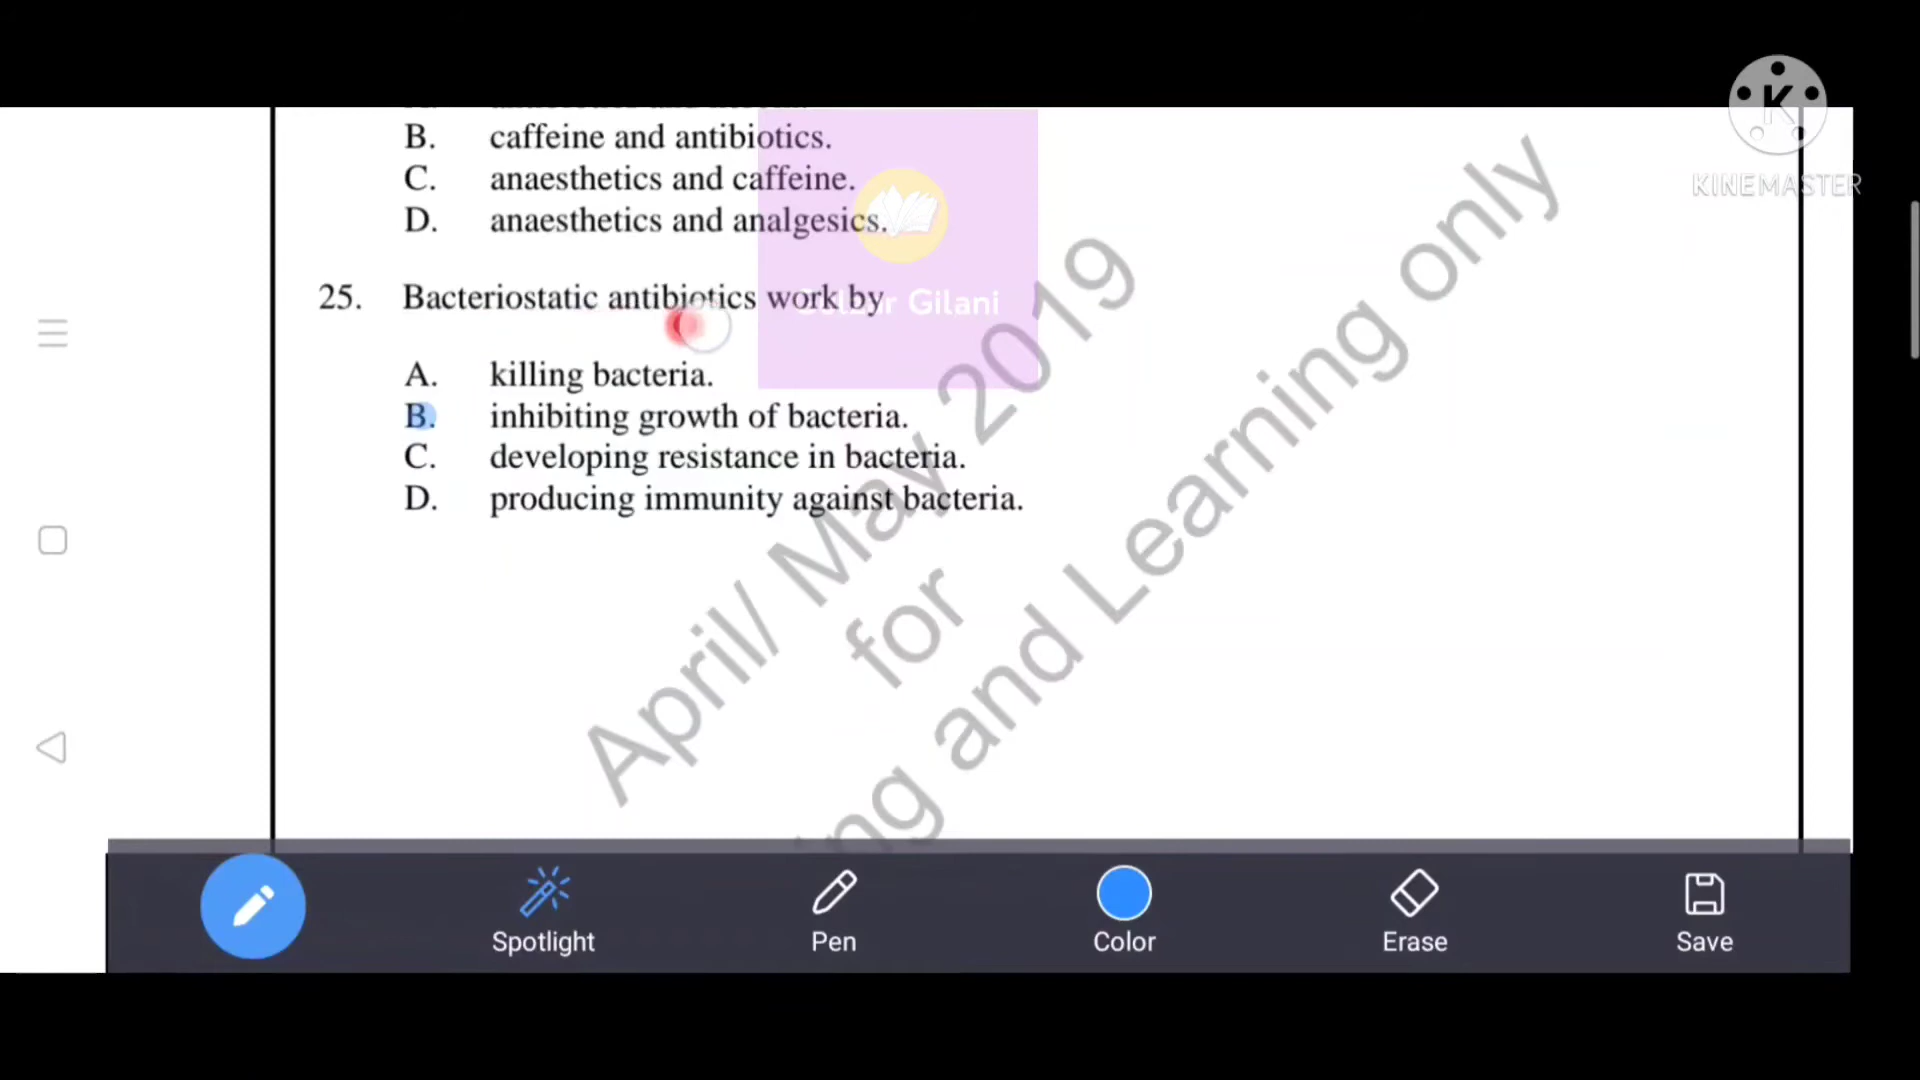 B. caffeine and antibiotics.
C. anaesthetics and caffeine.
D. anaesthetics and analgesics.
25. Bacteriostatic antibiotics work by
Gilani
A. killing bacteria.
B. inhibiting growth of bacteria.
C. developing resistance in bacteria.
D. producing immunity against bacteria.
April/ May 2019
for
and Learning only
K
KINEMASTER
Spotlight
Pen
Color
Erase
Save